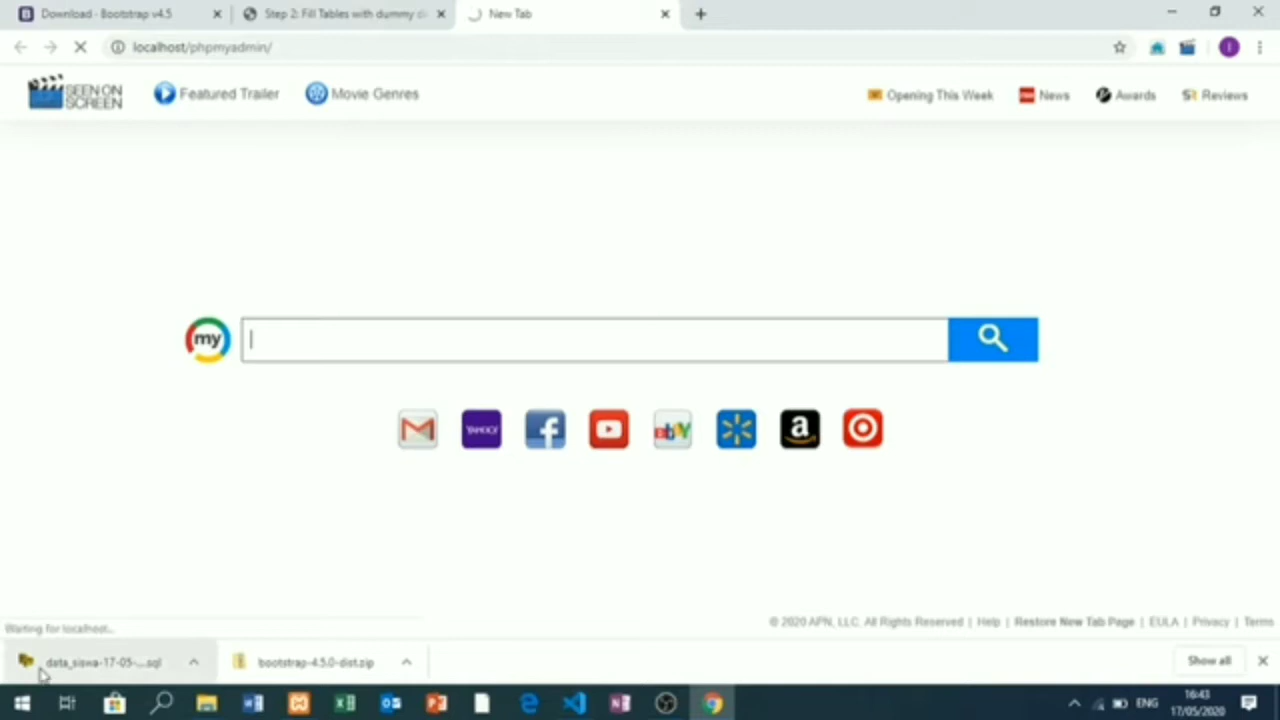 Download - Bootstrap v4.5
Step 2: Fill Tables with dummy d
New Tab
localhost/phpmyadmin/
SEEN ON SCREEN
Featured Trailer
Movie Genres
Opening This Week
News
Awards
SR Reviews
my
YAHOO!
ebay
a
© 2020 APN, LLC. All Rights Reserved | Help | Restore New Tab Page | EULA | Privacy | Terms
Waiting for localhost...
data_siswa-17-05-....sql
bootstrap-4.5.0-dist.zip
Show all
ENG
16:43
17/05/2020